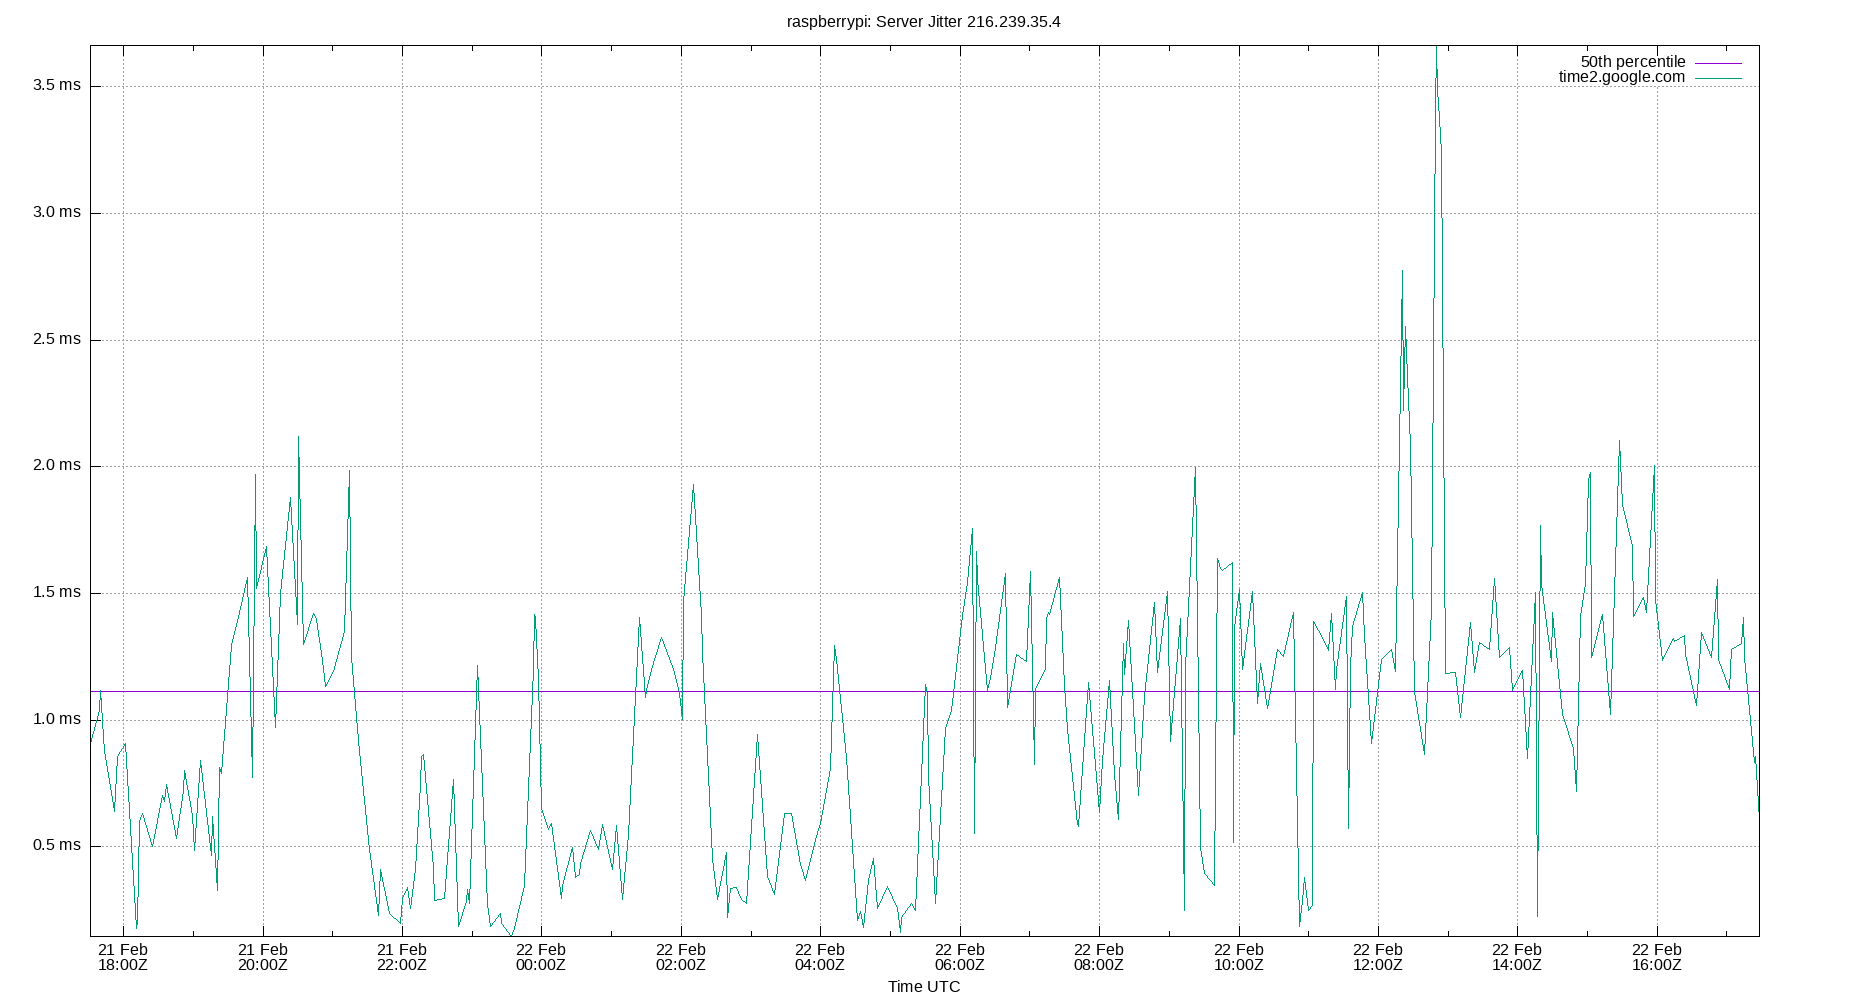 raspberrypi: Server Jitter 216.239.35.4
50th percentile
time2.google.com
3.5 ms
3.0 ms
2.5 ms
2.0 ms
1.5 ms
1.0 ms
0.5 ms
21 Feb 21 Feb 21 Feb 22 Feb 22 Feb 22 Feb 22 Feb 22 Feb 22 Feb 22 Feb 22 Feb 22 Feb
18:00Z 20:00Z 22:00Z 00:00Z 02:00Z 04:00Z 06:00Z 08:00Z 10:00Z 12:00Z 14:00Z 16:00Z
Time UTC